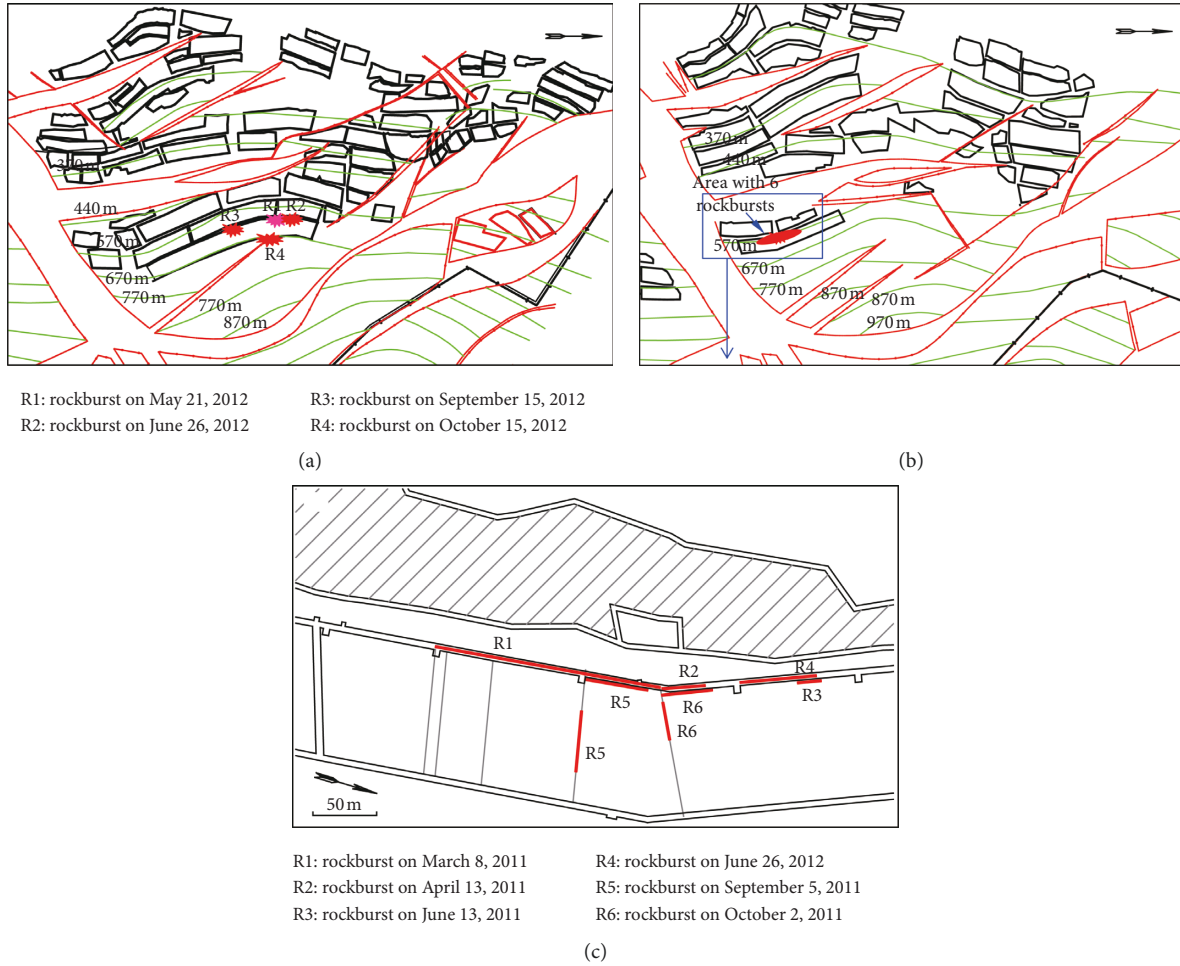 370 m
440 m
570 m
670 m
770 m
R3
R1
R2
R4
770 m
870 m
R1: rockburst on May 21, 2012
R2: rockburst on June 26, 2012
R3: rockburst on September 15, 2012
R4: rockburst on October 15, 2012
(a)
370 m
440 m
Area with 6
rockbursts
570 m
670 m
770 m
870 m
870 m
970 m
(b)
R1
R2
R4
R5
R6
R3
R6
R5
50 m
R1: rockburst on March 8, 2011
R2: rockburst on April 13, 2011
R3: rockburst on June 13, 2011
R4: rockburst on June 26, 2012
R5: rockburst on September 5, 2011
R6: rockburst on October 2, 2011
(c)